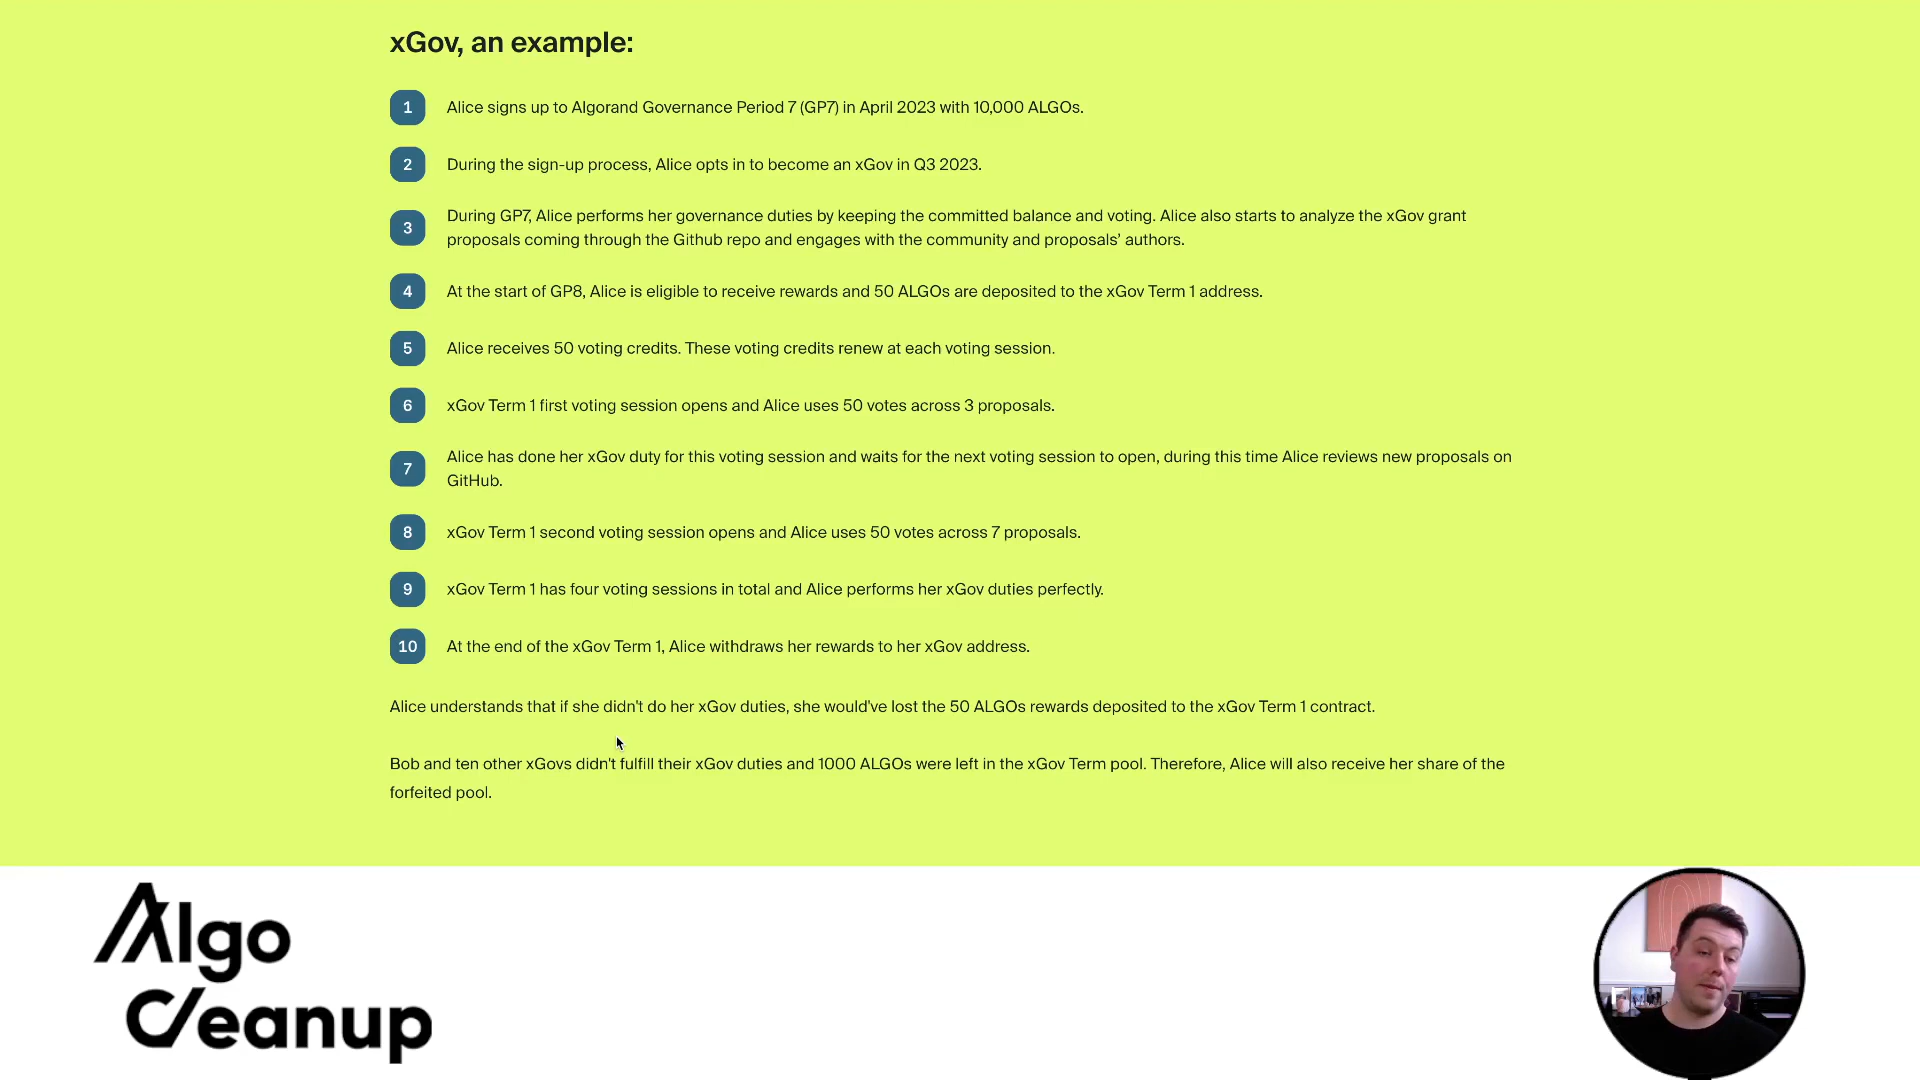 xGov, an example:
1
Alice signs up to Algorand Governance Period 7 (GP7) in April 2023 with 10,000 ALGOs.
2
During the sign-up process, Alice opts in to become an xGov in Q3 2023.
3
During GP7, Alice performs her governance duties by keeping the committed balance and voting. Alice also starts to analyze the xGov grant
proposals coming through the Github repo and engages with the community and proposals' authors.
4
At the start of GP8, Alice is eligible to receive rewards and 50 ALGOs are deposited to the xGov Term 1 address.
5
Alice receives 50 voting credits. These voting credits renew at each voting session.
6
xGov Term 1 first voting session opens and Alice uses 50 votes across 3 proposals.
7
Alice has done her xGov duty for this voting session and waits for the next voting session to open, during this time Alice reviews new proposals on
GitHub.
8
xGov Term 1 second voting session opens and Alice uses 50 votes across 7 proposals.
9
xGov Term 1 has four voting sessions in total and Alice performs her xGov duties perfectly.
10
At the end of the xGov Term 1, Alice withdraws her rewards to her xGov address.
Alice understands that if she didn't do her xGov duties, she would've lost the 50 ALGOs rewards deposited to the xGov Term 1 contract.
Bob and ten other xGovs didn't fulfill their xGov duties and 1000 ALGOs were left in the xGov Term pool. Therefore, Alice will also receive her share of the
forfeited pool.
Algo
Cleanup